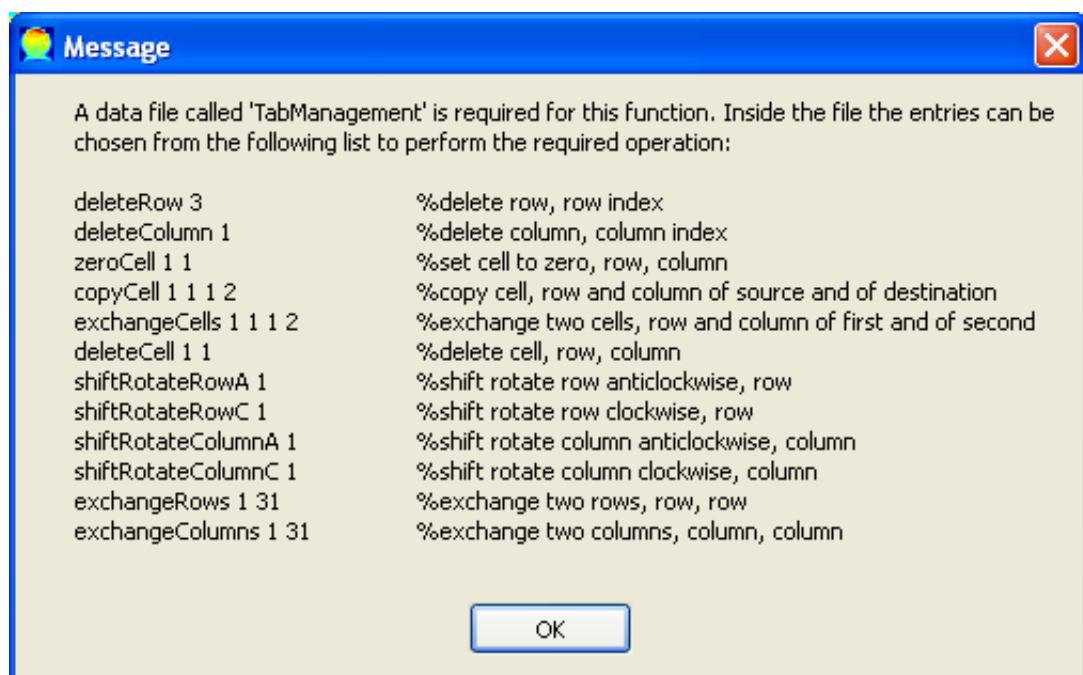 Message
A data file called 'TabManagement' is required for this function. Inside the file the entries can be
chosen from the following list to perform the required operation:
deleteRow 3 %delete row, row index
deleteColumn 1 %delete column, column index
zeroCell 1 1 %set cell to zero, row, column
copyCell 1 1 1 2 %copy cell, row and column of source and of destination
exchangeCells 1 1 1 2 %exchange two cells, row and column of first and of second
deleteCell 1 1 %delete cell, row, column
shiftRotateRowA 1 %shift rotate row anticlockwise, row
shiftRotateRowC 1 %shift rotate row clockwise, row
shiftRotateColumnA 1 %shift rotate column anticlockwise, column
shiftRotateColumnC 1 %shift rotate column clockwise, column
exchangeRows 1 31 %exchange two rows, row, row
exchangeColumns 1 31 %exchange two columns, column, column
OK